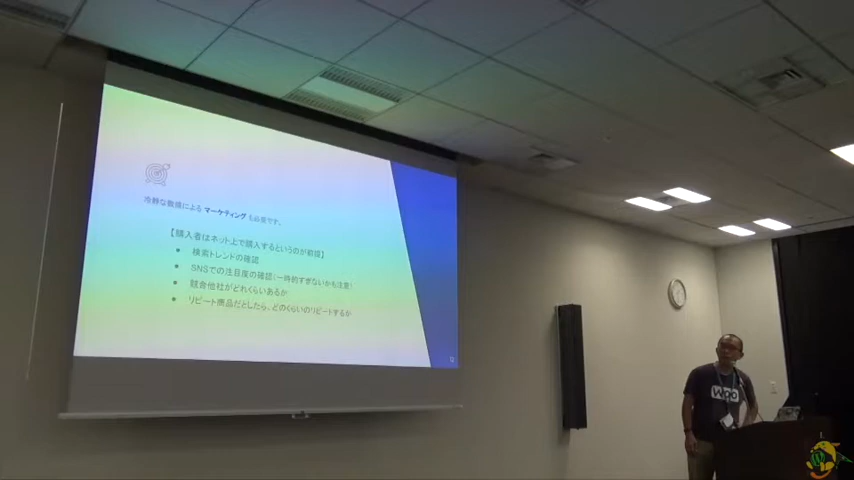 冷静な数値による マーケティング も必要です。
【購入者はネット上で購入するというのが前提】
• 検索トレンドの確認
• SNSでの注目度の確認(一時的すぎないかも注意)
• 競合他社がどれくらいあるか
• リピート商品だとしたら、どのくらいのリピートするか
12
woo